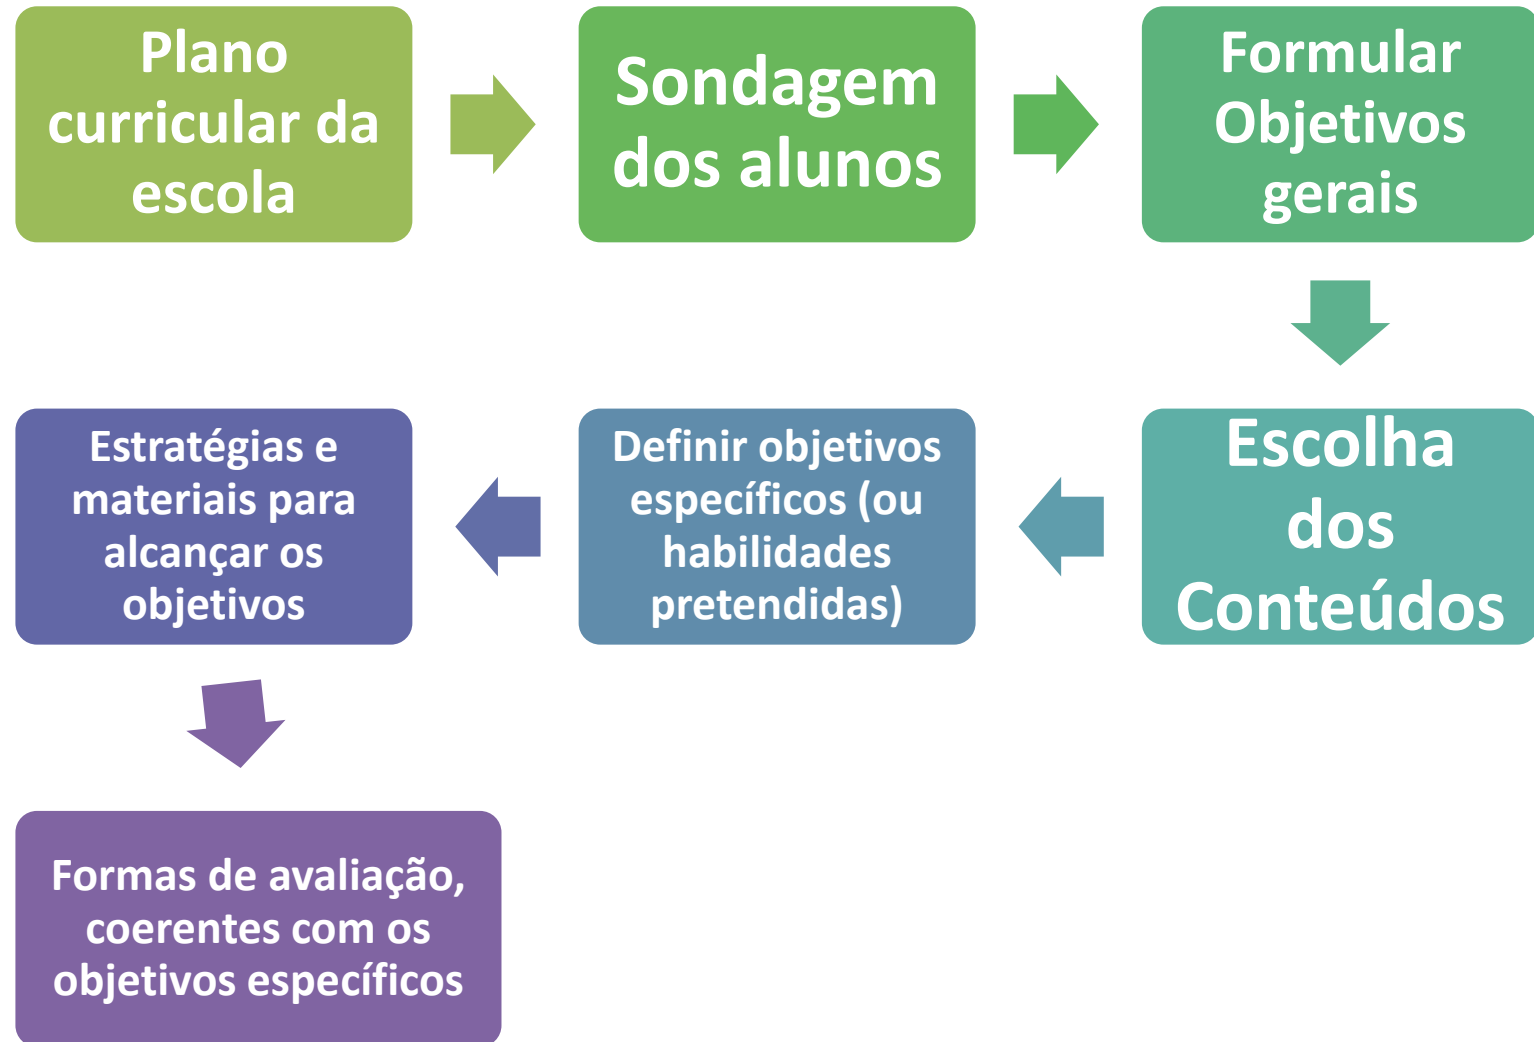 Plano
curricular da
escola
Sondagem
dos alunos
Formular
Objetivos
gerais
Escolha
dos
Conteúdos
Definir objetivos
específicos (ou
habilidades
pretendidas)
Estratégias e
materiais para
alcançar os
objetivos
Formas de avaliação,
coerentes com os
objetivos específicos